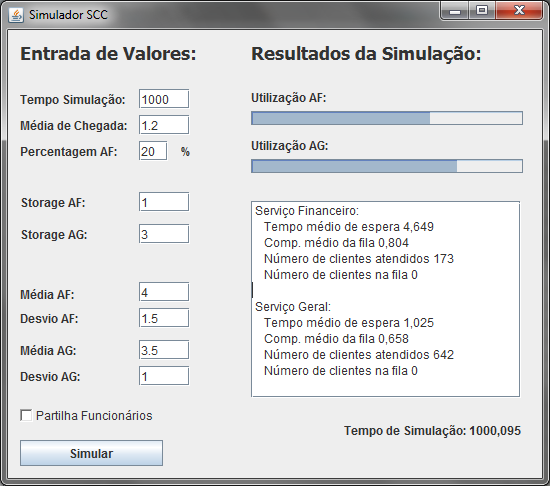 Simulador SCC
Entrada de Valores:
Tempo Simulação: 1000
Média de Chegada: 1.2
Percentagem AF: 20 %
Storage AF: 1
Storage AG: 3
Média AF: 4
Desvio AF: 1.5
Média AG: 3.5
Desvio AG: 1
Partilha Funcionários
Simular
Resultados da Simulação:
Utilização AF:
Utilização AG:
Serviço Financeiro:
Tempo médio de espera 4,649
Comp. médio da fila 0,804
Número de clientes atendidos 173
Número de clientes na fila 0
Serviço Geral:
Tempo médio de espera 1,025
Comp. médio da fila 0,658
Número de clientes atendidos 642
Número de clientes na fila 0
Tempo de Simulação: 1000,095